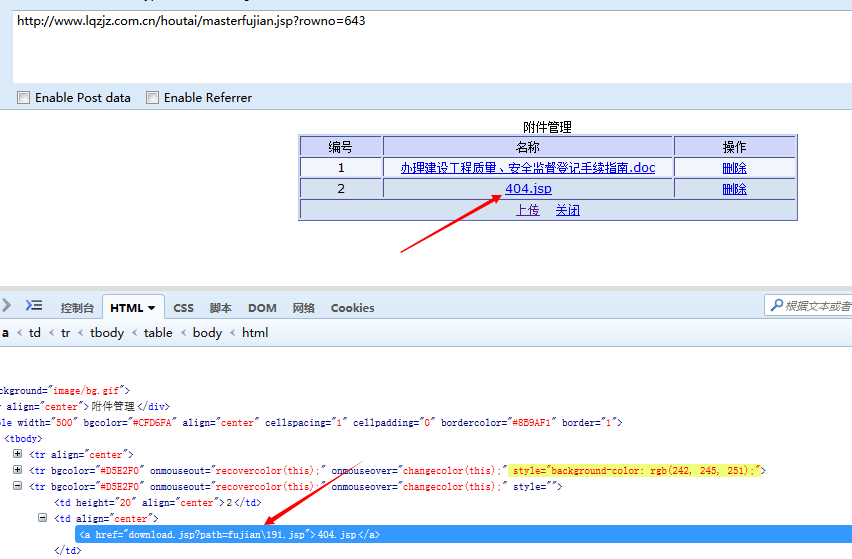 http://www.lqzjz.com.cn/houtai/masterfujian.jsp?rowno=643
Enable Post data Enable Referrer
附件管理
编号 名称 操作
1 办理建设工程质量、安全监督登记手续指南.doc 删除
2 404.jsp 删除
上传 关闭
控制台 HTML CSS 脚本 DOM 网络 Cookies 根据文本或者
a < td < tr < tbody < table < body < html
ckground="image/bg.gif">
align="center">附件管理</div>
le width="500" bgcolor="#CFD6FA" align="center" cellspacing="1" cellpadding="0" bordercolor="#8B9AF1" border="1">
<tbody>
<tr align="center">
<tr bgcolor="#D5E2F0" onmouseout="recovercolor(this);" onmouseover="changecolor(this);" style="background-color: rgb(242, 245, 251);">
<tr bgcolor="#D5E2F0" onmouseout="recovercolor(this);" onmouseover="changecolor(this);" style="">
<td height="20" align="center">2</td>
<td align="center">
<a href="download.jsp?path=fujian\191.jsp">404.jsp</a>
</td>